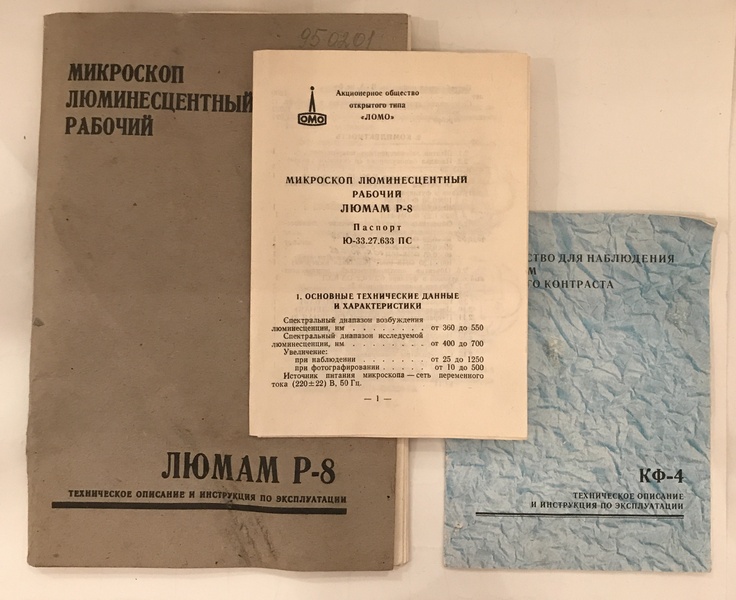 950201
МИКРОСКОП
ЛЮМИНЕСЦЕНТНЫЙ
РАБОЧИЙ
ЛЮМАМ Р-8
ТЕХНИЧЕСКОЕ ОПИСАНИЕ И ИНСТРУКЦИЯ ПО ЭКСПЛУАТАЦИИ
ЛОМО
Акционерное общество
открытого типа
«ЛОМО»
МИКРОСКОП ЛЮМИНЕСЦЕНТНЫЙ
РАБОЧИЙ
ЛЮМАМ Р-8
Паспорт
Ю-33.27.633 ПС
1. ОСНОВНЫЕ ТЕХНИЧЕСКИЕ ДАННЫЕ
И ХАРАКТЕРИСТИКИ
Спектральный диапазон возбуждения
люминесценции, нм . . . . . . . . от 360 до 550
Спектральный диапазон исследуемой
люминесценции, нм . . . . . . . . от 400 до 700
Увеличение:
при наблюдении . . . . . . . от 25 до 1250
при фотографировании . . . . . от 10 до 500
Источник питания микроскопа — сеть переменного
тока (220±22) В, 50 Гц.
— 1 —
СТВО ДЛЯ НАБЛЮДЕНИЯ
М
ГО КОНТРАСТА
КФ-4
ТЕХНИЧЕСКОЕ ОПИСАНИЕ
И ИНСТРУКЦИЯ ПО ЭКСПЛУАТАЦИИ